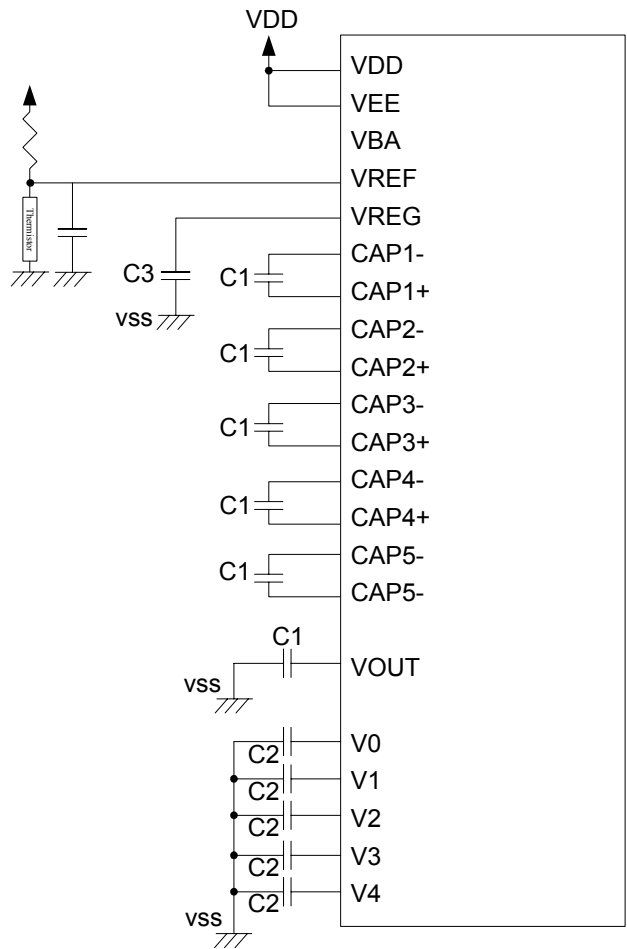 VDD
VDD
VEE
VBA
VREF
Thermistor
VREG
C3
vss
CAP1-
C1
CAP1+
CAP2-
C1
CAP2+
CAP3-
C1
CAP3+
CAP4-
C1
CAP4+
CAP5-
C1
CAP5-
C1
VOUT
vss
V0
C2
V1
C2
V2
C2
V3
C2
V4
C2
vss